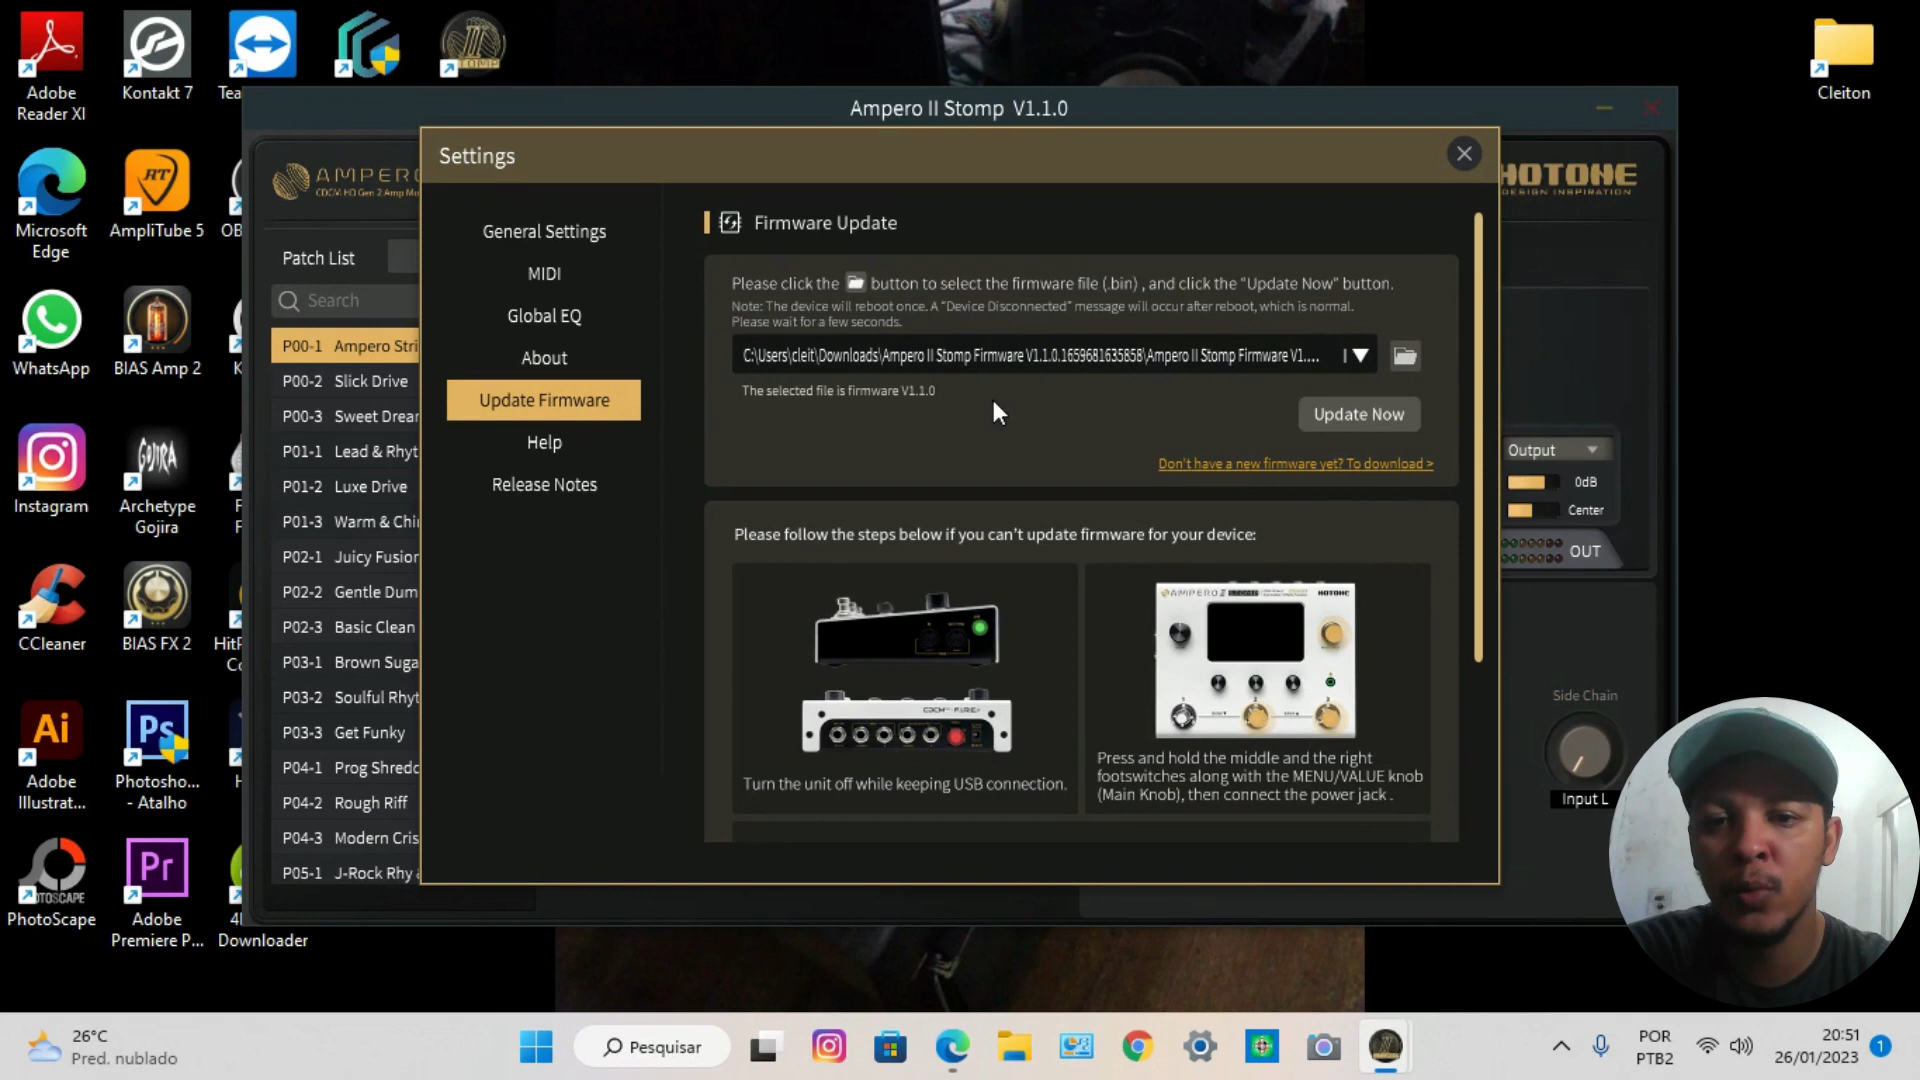 Adobe
Reader XI
Kontakt 7
Tea
Cleiton
Microsoft
Edge
AmpliTube 5
OB
WhatsApp
BIAS Amp 2
K
Instagram
Archetype
Gojira
F
F
CCleaner
BIAS FX 2
HitP
Co
Adobe
Illustrat...
Photosho...
- Atalho
H
PhotoScape
Adobe
Premiere P...
4K
Downloader
Ampero II Stomp V1.1.0
AMPERO
HOTONE
DESIGN INSPIRATION
Patch List
Search
P00-1 Ampero Stri
P00-2 Slick Drive
P00-3 Sweet Drear
P01-1 Lead & Rhyt
P01-2 Luxe Drive
P01-3 Warm & Chi
P02-1 Juicy Fusion
P02-2 Gentle Dum
P02-3 Basic Clean
P03-1 Brown Suga
P03-2 Soulful Rhyt
P03-3 Get Funky
P04-1 Prog Shredd
P04-2 Rough Riff
P04-3 Modern Cris
P05-1 J-Rock Rhy
Settings
General Settings
MIDI
Global EQ
About
Update Firmware
Help
Release Notes
Firmware Update
Please click the button to select the firmware file (.bin) , and click the "Update Now" button.
Note: The device will reboot once. A "Device Disconnected" message will occur after reboot, which is normal.
Please wait for a few seconds.
C:\Users\cleit\Downloads\Ampero II Stomp Firmware V1.1.0.1659681635858\Ampero II Stomp Firmware V1....
The selected file is firmware V1.1.0
Update Now
Don't have a new firmware yet? To download >
Please follow the steps below if you can't update firmware for your device:
AMPERO II STOMP
HOTONE
Turn the unit off while keeping USB connection.
Press and hold the middle and the right
footswitches along with the MENU/VALUE knob
(Main Knob), then connect the power jack .
Output
0dB
Center
OUT
Side Chain
Input L
26°C
Pred. nublado
Pesquisar
POR
PTB2
20:51
26/01/2023
1